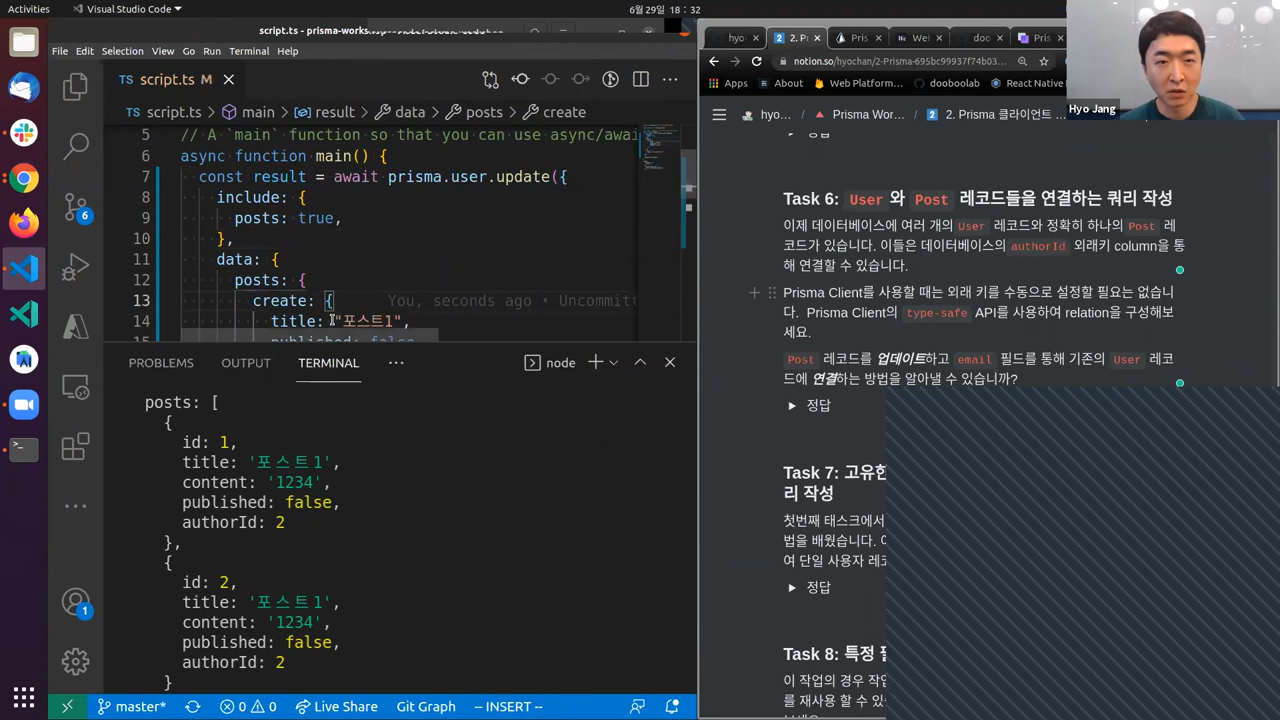 Activities
Visual Studio Code
6월29일 18 : 32
script.ts - prisma-works...
File Edit Selection View Go Run Terminal Help
TS script.ts M
TS script.ts > main > result > data > posts > create
5 // A `main` function so that you can use async/awai
6 async function main() {
7 const result = await prisma.user.update({
8 include: {
9 posts: true,
10 },
11 data: {
12 posts: {
13 create: { You, seconds ago • Uncommitt
14 title: "포스트1",
15 published: false
PROBLEMS OUTPUT TERMINAL ... node
posts: [
{
id: 1,
title: '포스트1',
content: '1234',
published: false,
authorId: 2
},
{
id: 2,
title: '포스트1',
content: '1234',
published: false,
authorId: 2
}
6
1
master* 0 0 Live Share Git Graph -- INSERT --
hyo 2. P Pris Wel doc Pris
notion.so/hyochan/2-Prisma-695bc99937f74b03...
Apps About Web Platform... dooboolab React Native
hy... Prisma Wor... 2 2. Prisma 클라이언트 ...
Hyo Jang
정답
Task 6: User 와 Post 레코드들을 연결하는 쿼리 작성
이제 데이터베이스에 여러 개의 User 레코드와 정확히 하나의 Post 레
코드가 있습니다. 이들은 데이터베이스의 authorId 외래키 column을 통
해 연결할 수 있습니다.
Prisma Client를 사용할 때는 외래 키를 수동으로 설정할 필요는 없습니
다. Prisma Client의 type-safe API를 사용하여 relation을 구성해보
세요.
Post 레코드를 업데이트하고 email 필드를 통해 기존의 User 레코
드에 연결하는 방법을 알아낼 수 있습니까?
정답
Task 7: 고유한
리 작성
첫번째 태스크에서
법을 배웠습니다. 이
여 단일 사용자 레코
정답
Task 8: 특정 필
이 작업의 경우 작업
를 재사용 할 수 있